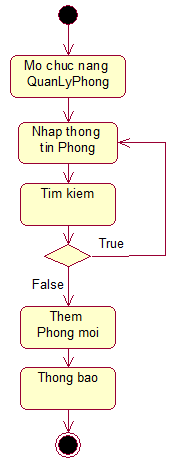 Mo chuc nang
QuanLyPhong
Nhap thong
tin Phong
Tim kiem
True
False
Them
Phong moi
Thong bao